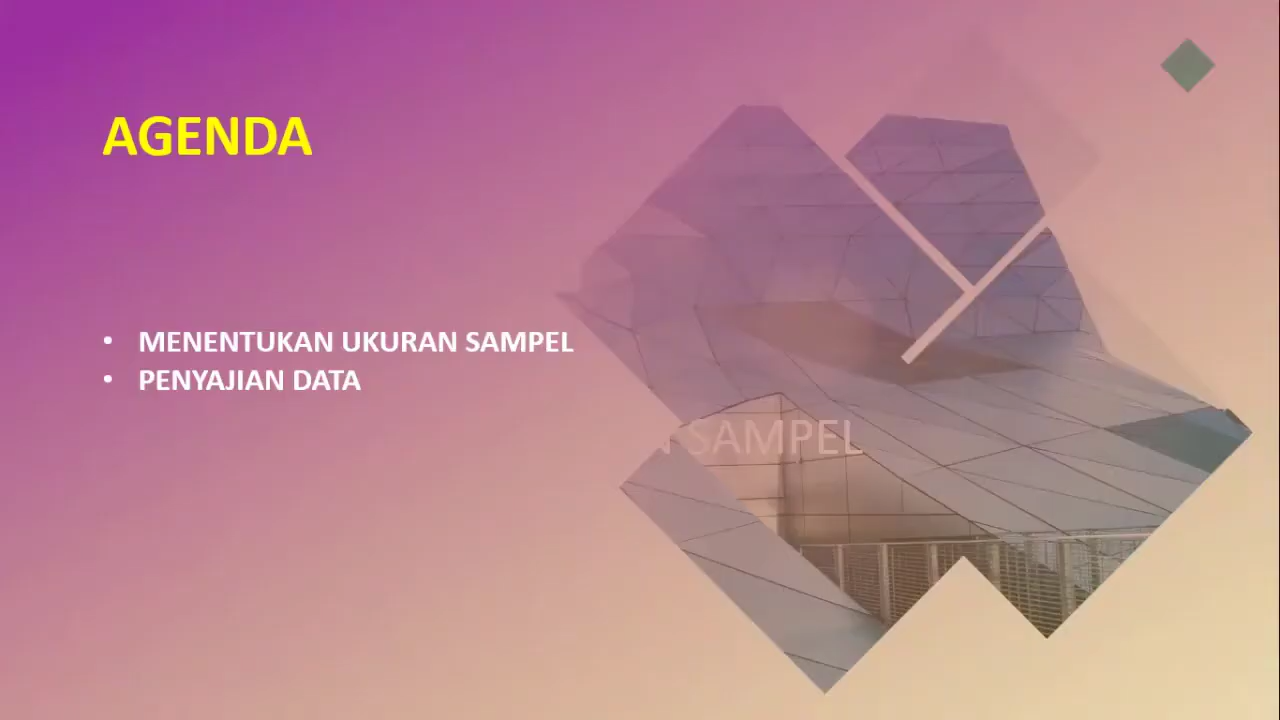 AGENDA
• MENENTUKAN UKURAN SAMPEL
• PENYAJIAN DATA
SAMPEL